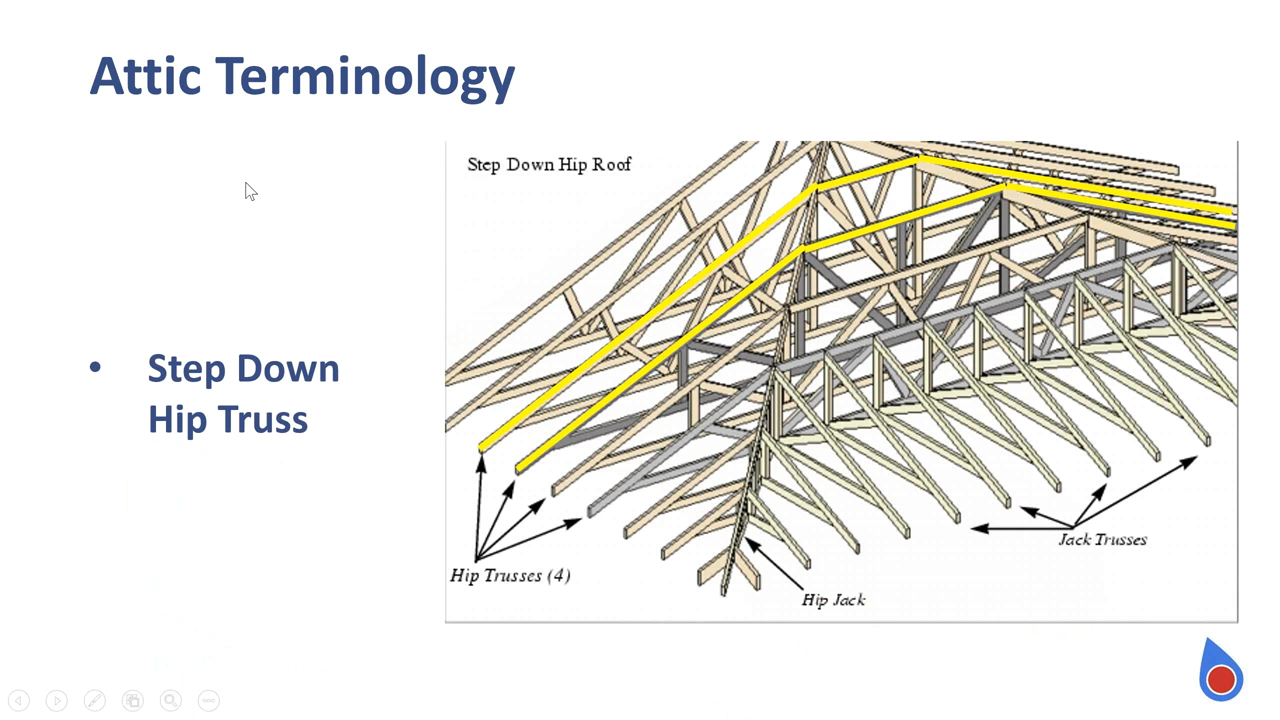 Attic Terminology
• Step Down
Hip Truss
Step Down Hip Roof
Hip Trusses (4)
Hip Jack
Jack Trusses